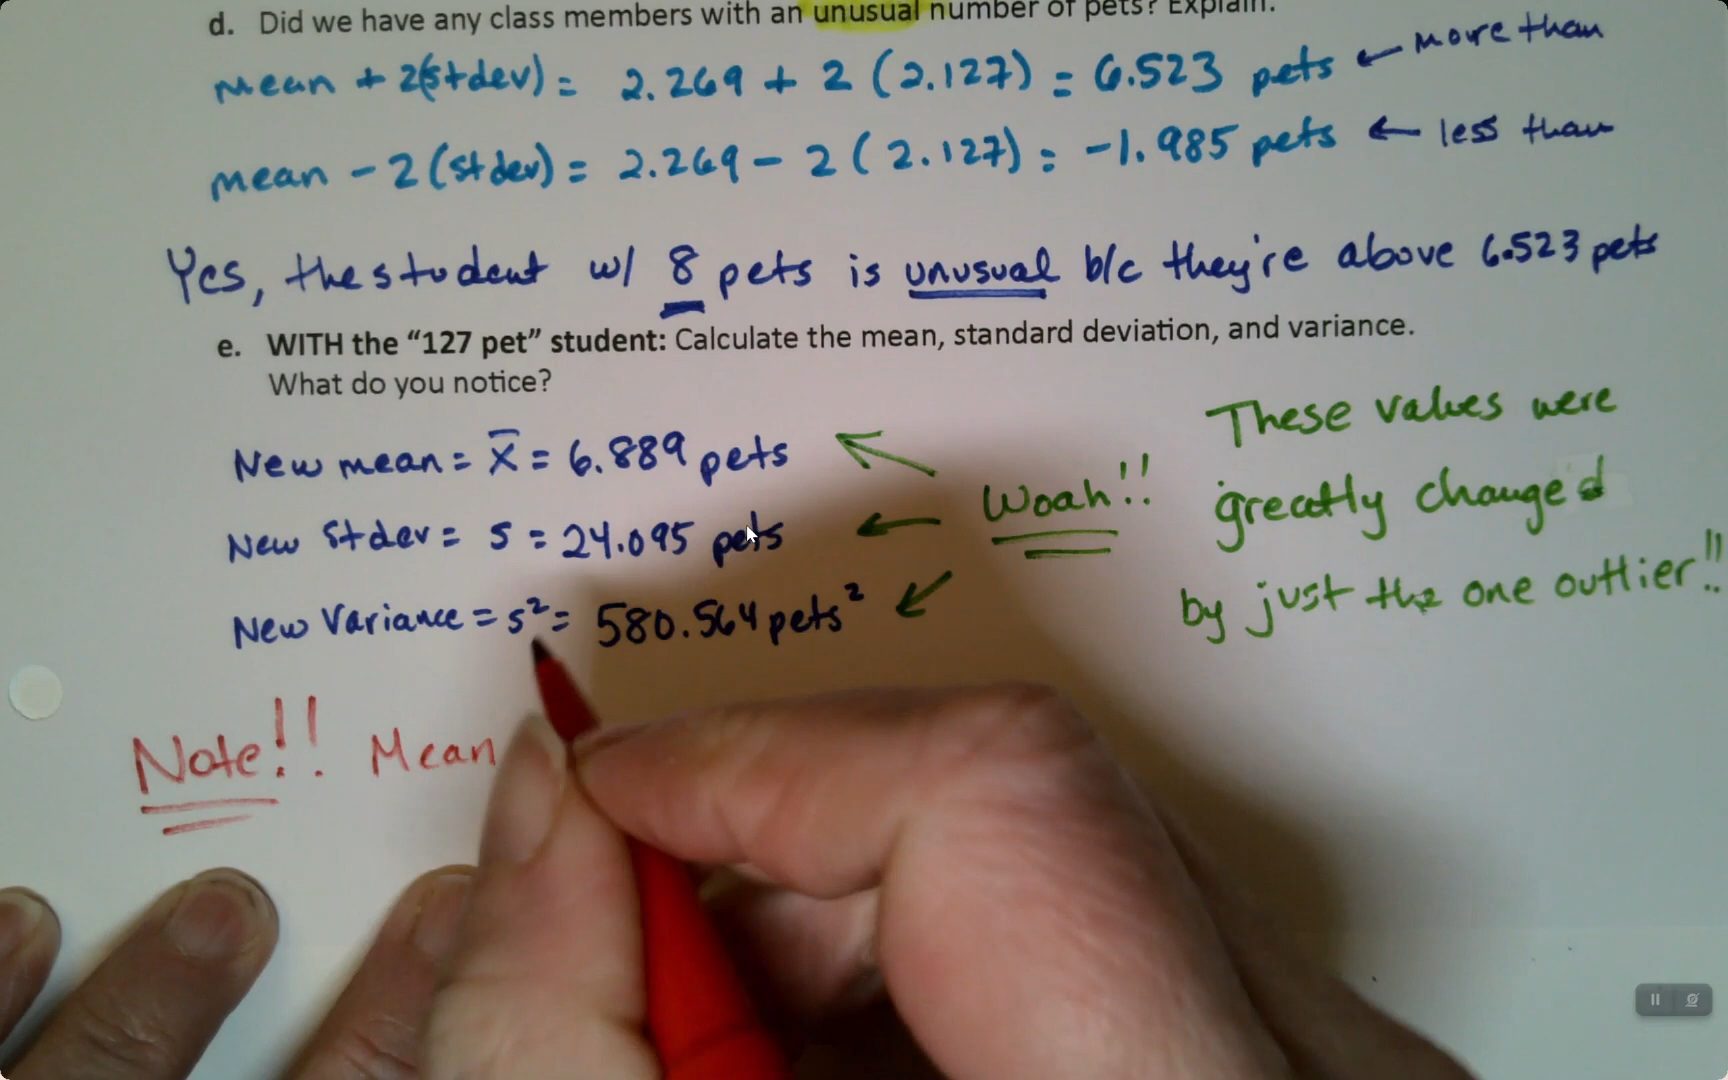 d. Did we have any class members with an unusual number of pets? Explain.
mean + 2(stdev) = 2.269 + 2 (2.127) = 6.523 pets ← more than
mean - 2 (stdev) = 2.269 - 2 (2.127) = -1.985 pets ← less than
Yes, the student w/ 8 pets is unusual b/c they're above 6.523 pets
e. WITH the “127 pet” student: Calculate the mean, standard deviation, and variance.
What do you notice?
New mean = x̄ = 6.889 pets
New Stdev = s = 24.095 pets
New Variance = s² = 580.564 pets²
Woah!!
These values were
greatly changed
by just the one outlier!!
Note!! Mean